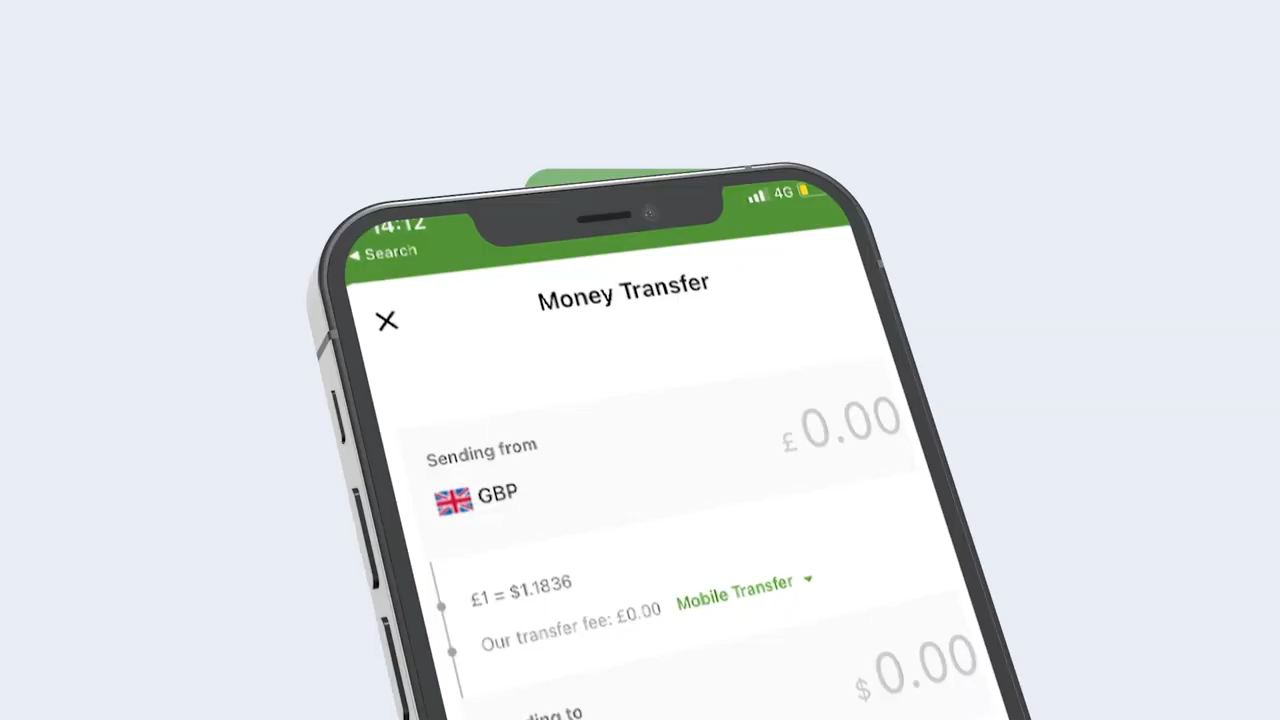 14:12
4G
◀ Search
Money Transfer
£ 0.00
Sending from
GBP
£1 = $1.1836
Our transfer fee: £0.00 Mobile Transfer
$ 0.00
to